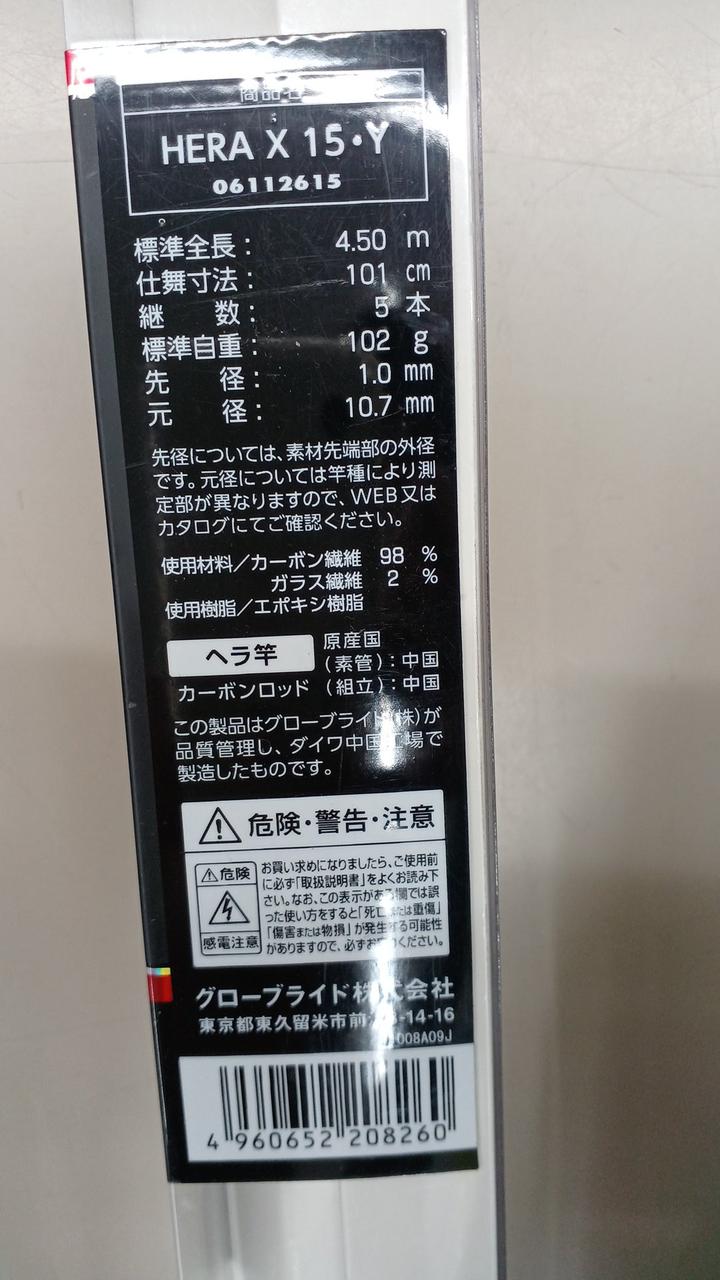 商品名
HERA X 15・Y
06112615
標準全長： 4.50 m
仕舞寸法： 101 cm
継 数： 5 本
標準自重： 102 g
先 径： 1.0 mm
元 径： 10.7 mm
先径については、素材先端部の外径
です。元径については竿種により測
定部が異なりますので、WEB又は
カタログにてご確認ください。
使用材料／カーボン繊維 98 %
ガラス繊維 2 %
使用樹脂／エポキシ樹脂
ヘラ竿
カーボンロッド
原産国
（素管）：中国
（組立）：中国
この製品はグローブライド(株)が
品質管理し、ダイワ中国工場で
製造したものです。
危険・警告・注意
危険
感電注意
お買い求めになりましたら、ご使用前
に必ず「取扱説明書」をよくお読み下
さい。なお、この表示がある欄では誤
った使い方をすると「死亡または重傷」
「傷害または物損」が発生する可能性
がありますので、必ずお守りください。
グローブライド株式会社
東京都東久留米市前 -14-16
008A09J
4 960652 208260